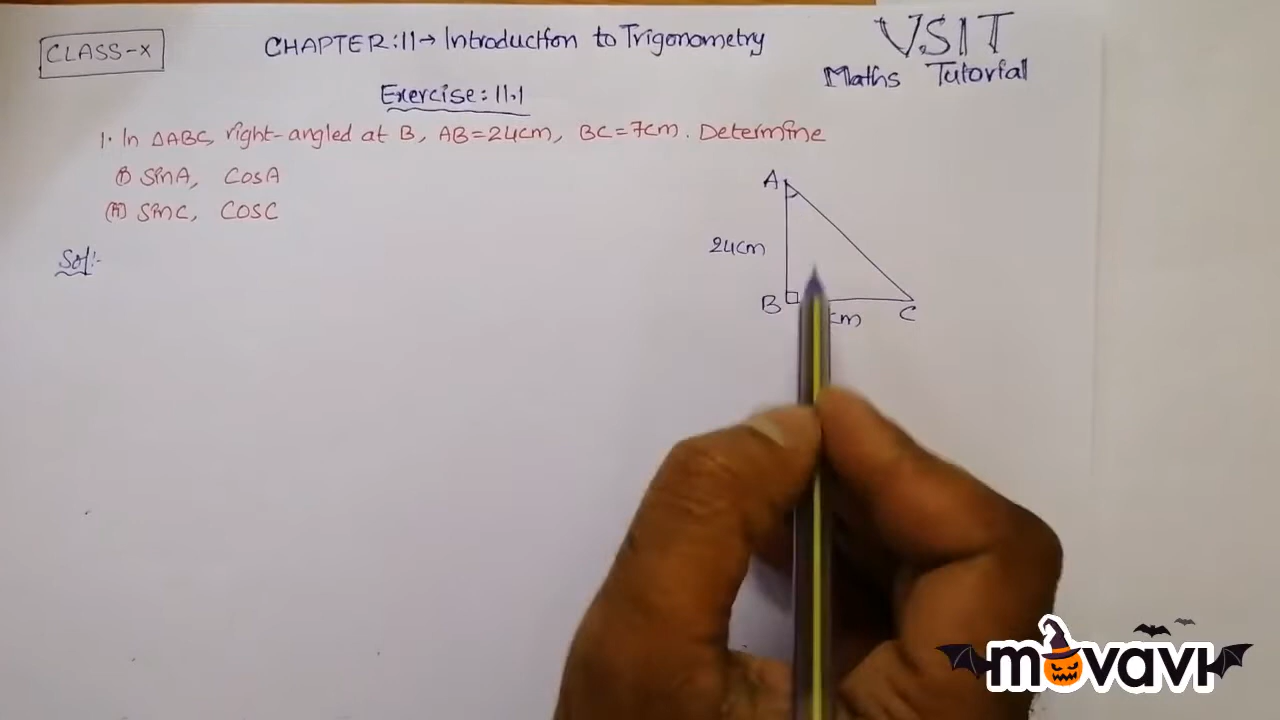 CLASS-X
CHAPTER:11→ Introduction to Trigonometry
VSIT
Maths Tutorial
Exercise: 11.1
1. In ΔABC, right-angled at B, AB=24cm, BC=7cm. Determine
(i) SinA, CosA
(ii) SinC, COSC
Sol:-
A
24cm
B
cm
C
movavi